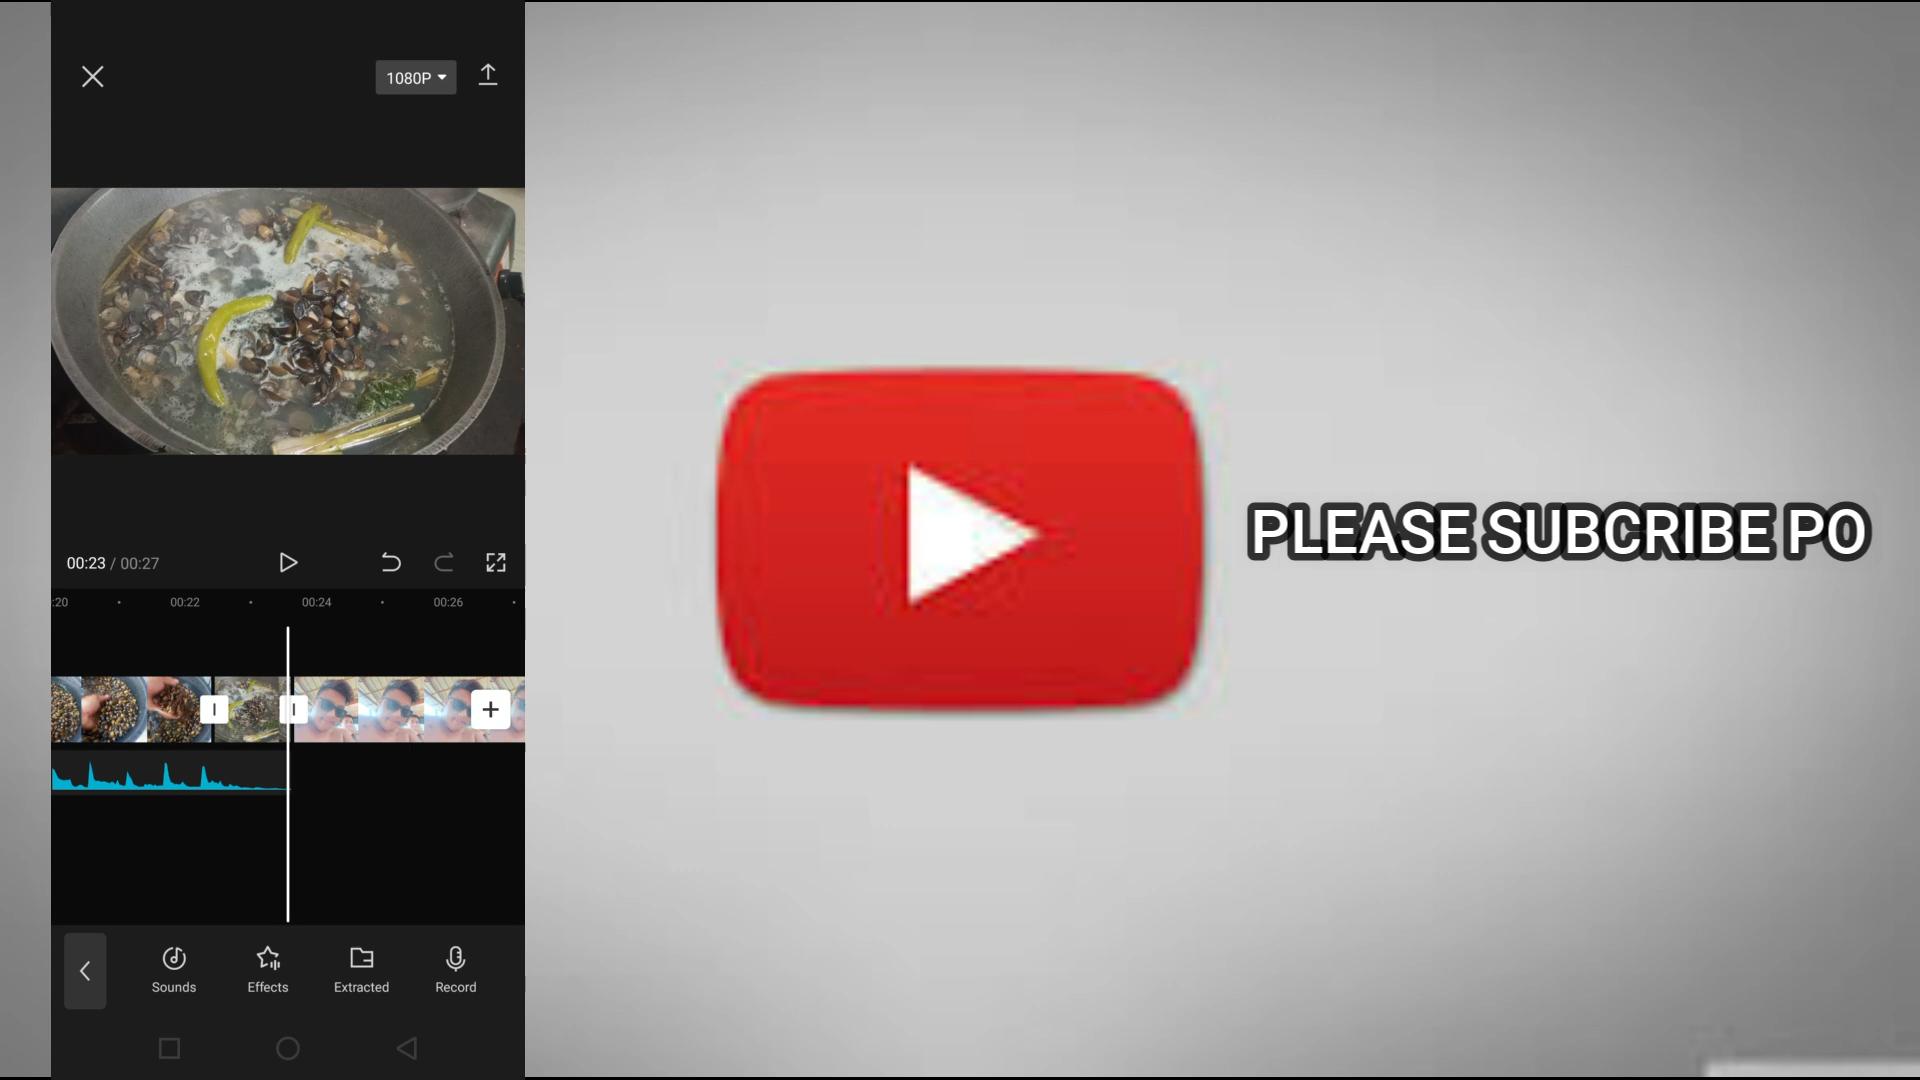 1080P
00:23 / 00:27
:20
00:22
00:24
00:26
Sounds
Effects
Extracted
Record
PLEASE SUBCRIBE PO